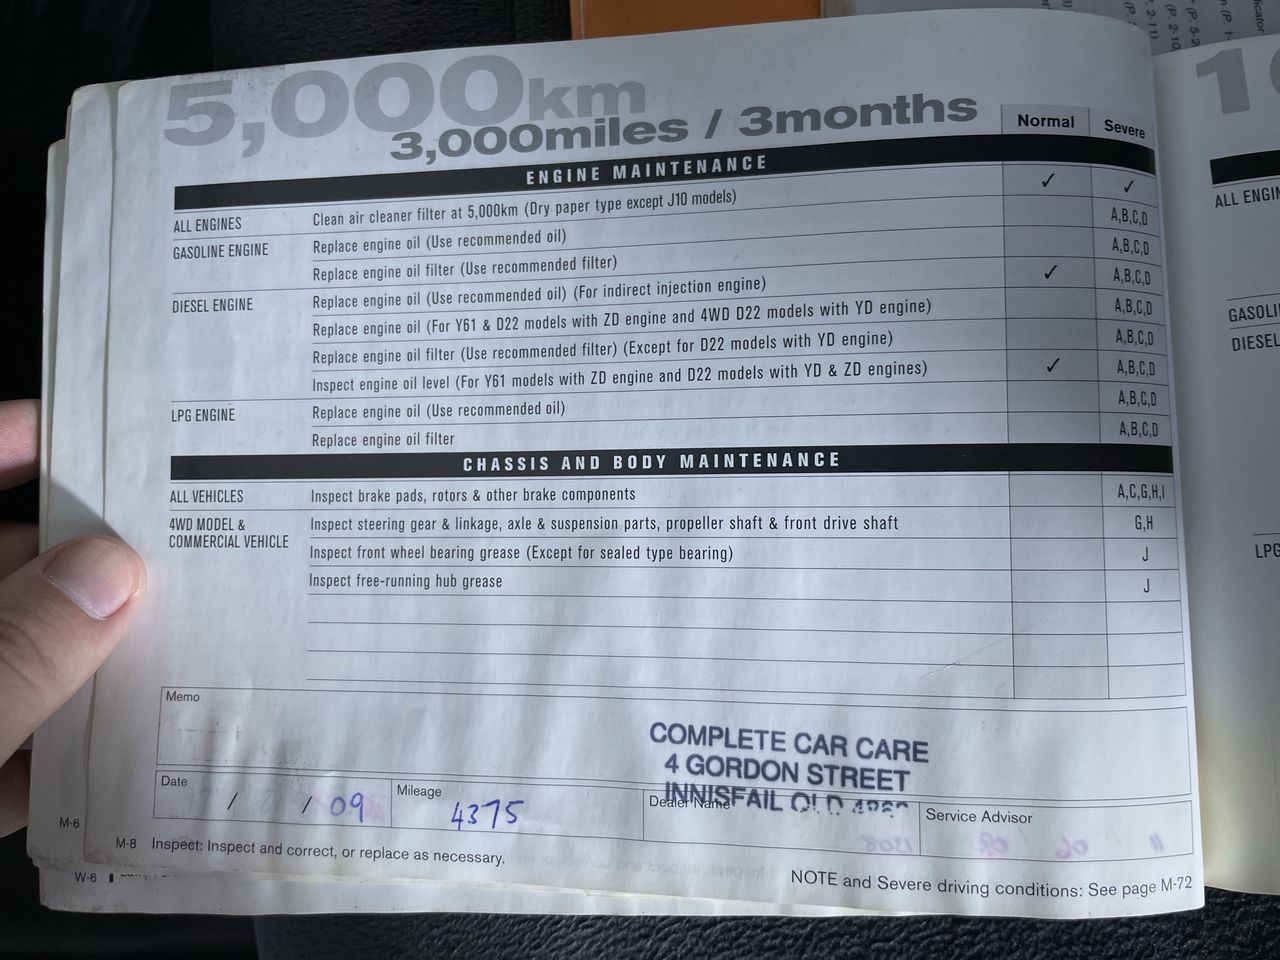 5,000km
3,000miles / 3months
Normal Severe
ENGINE MAINTENANCE
ALL ENGINES Clean air cleaner filter at 5,000km (Dry paper type except J10 models) ✓ ✓
GASOLINE ENGINE Replace engine oil (Use recommended oil) A,B,C,D
Replace engine oil filter (Use recommended filter) A,B,C,D
DIESEL ENGINE Replace engine oil (Use recommended oil) (For indirect injection engine) ✓ A,B,C,D
Replace engine oil (For Y61 & D22 models with ZD engine and 4WD D22 models with YD engine) A,B,C,D
Replace engine oil filter (Use recommended filter) (Except for D22 models with YD engine) A,B,C,D
Inspect engine oil level (For Y61 models with ZD engine and D22 models with YD & ZD engines) ✓ A,B,C,D
LPG ENGINE Replace engine oil (Use recommended oil) A,B,C,D
Replace engine oil filter A,B,C,D
CHASSIS AND BODY MAINTENANCE
ALL VEHICLES Inspect brake pads, rotors & other brake components A,C,G,H,I
4WD MODEL & Inspect steering gear & linkage, axle & suspension parts, propeller shaft & front drive shaft G,H
COMMERCIAL VEHICLE Inspect front wheel bearing grease (Except for sealed type bearing) J
Inspect free-running hub grease J
Memo
COMPLETE CAR CARE
4 GORDON STREET
INNISFAIL QLD
Date / / 09
Mileage 4375
Dealer Name
Service Advisor
M-6
M-8 Inspect: Inspect and correct, or replace as necessary.
W-6
NOTE and Severe driving conditions: See page M-72
1
ALL ENGIN
GASOLI
DIESEL
LPG